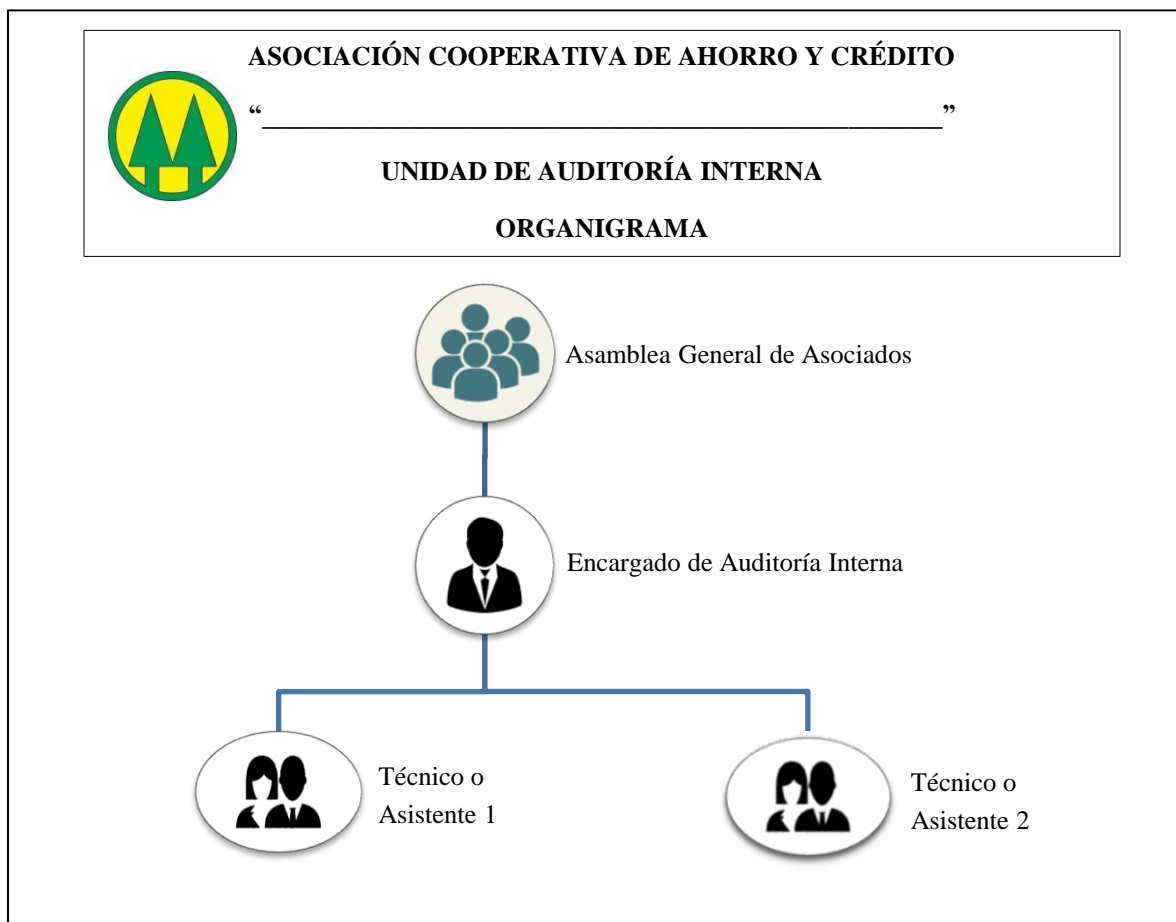 ASOCIACIÓN COOPERATIVA DE AHORRO Y CRÉDITO
“___________________________________________________”
UNIDAD DE AUDITORÍA INTERNA
ORGANIGRAMA
Asamblea General de Asociados
Encargado de Auditoría Interna
Técnico o
Asistente 1
Técnico o
Asistente 2